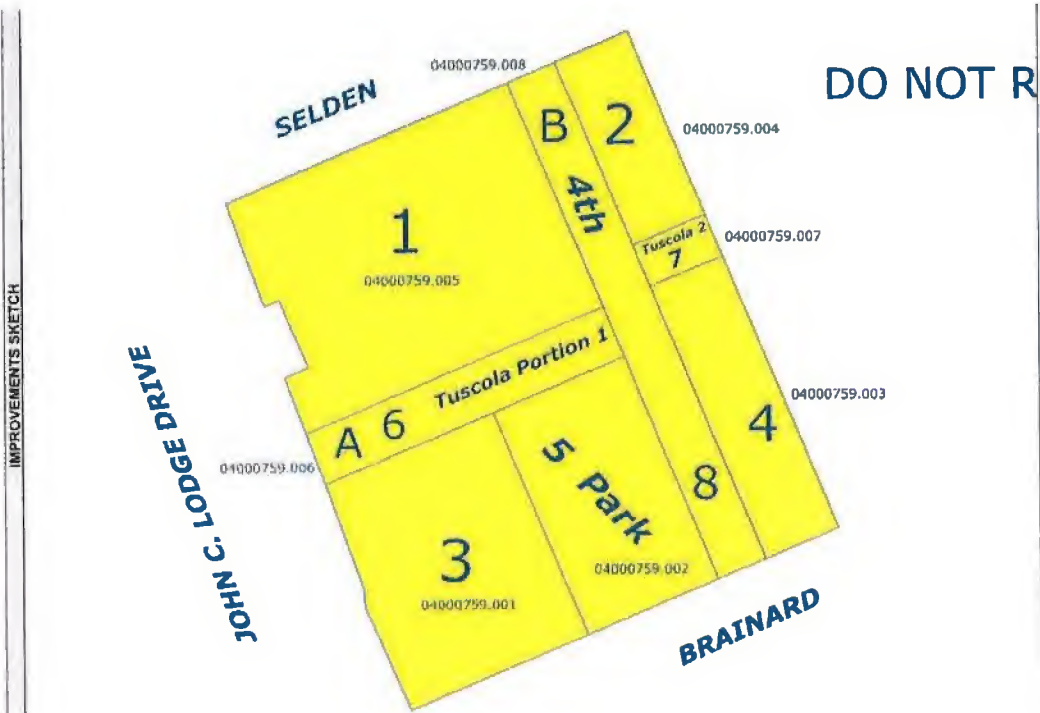 IMPROVEMENTS SKETCH
DO NOT R
04000759.008
SELDEN
B
2
04000759.004
4th
1
04000759.005
Tuscola 2
7
04000759.007
Tuscola Portion 1
A 6
04000759.006
JOHN C. LODGE DRIVE
5 Park
04000759.002
4
04000759.003
8
3
04000759.001
BRAINARD